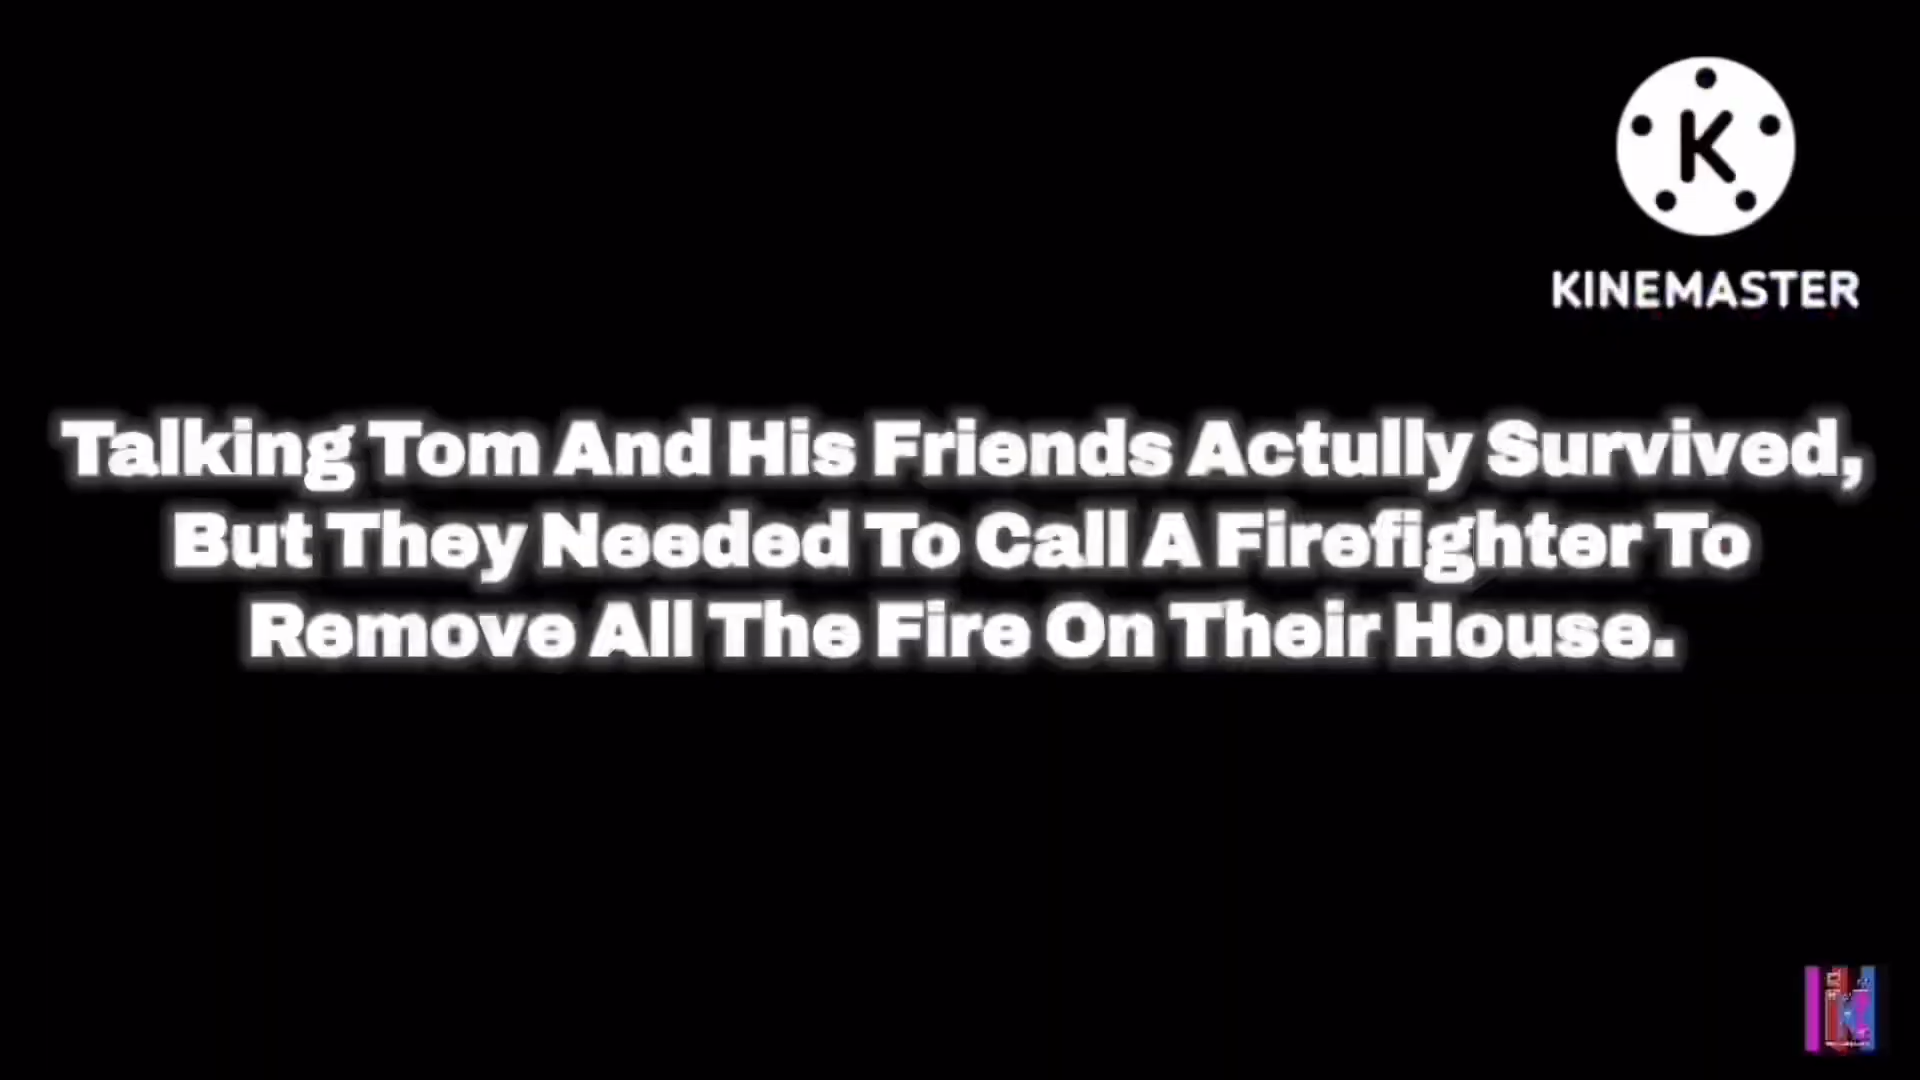 K
KINEMASTER
Talking Tom And His Friends Actully Survived,
But They Needed To Call A Firefighter To
Remove All The Fire On Their House.